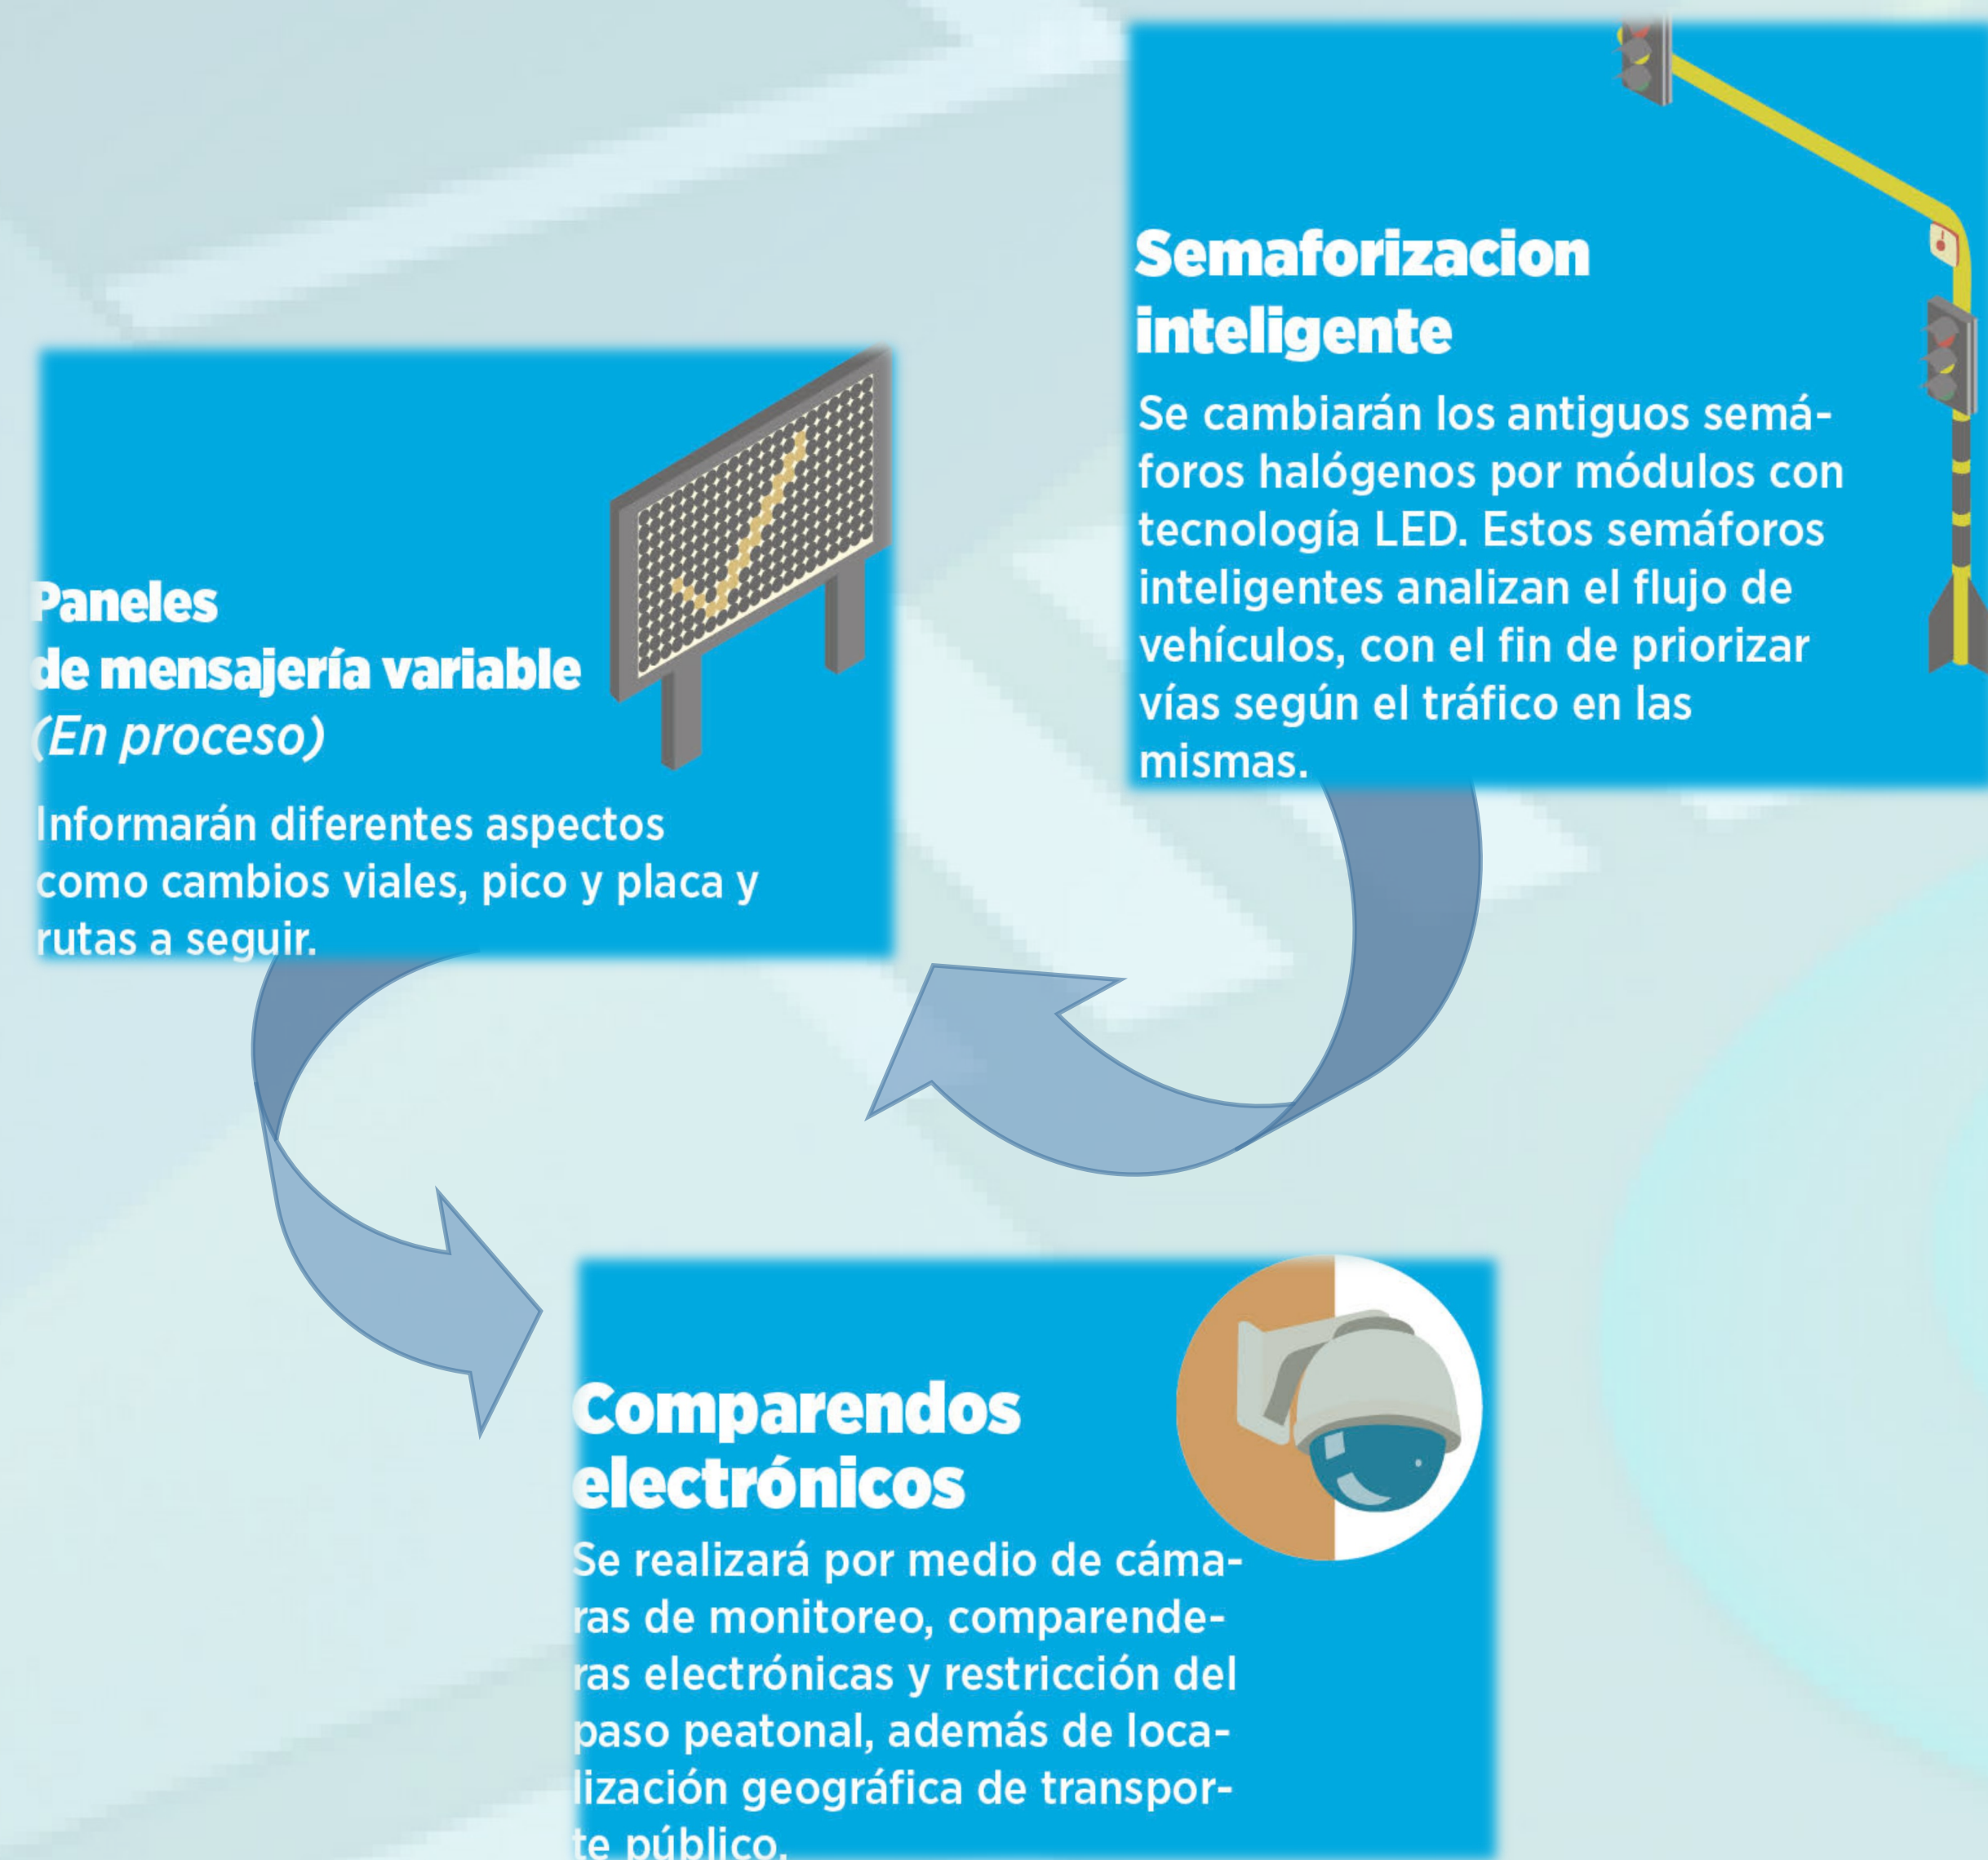 Semaforizacion
inteligente
Se cambiarán los antiguos semá-
foros halógenos por módulos con
tecnología LED. Estos semáforos
inteligentes analizan el flujo de
vehículos, con el fin de priorizar
vías según el tráfico en las
mismas.
Paneles
de mensajería variable
(En proceso)
Informarán diferentes aspectos
como cambios viales, pico y placa y
rutas a seguir.
Comparendos
electrónicos
Se realizará por medio de cáma-
ras de monitoreo, comparende-
ras electrónicas y restricción del
paso peatonal, además de loca-
lización geográfica de transpor-
te público.